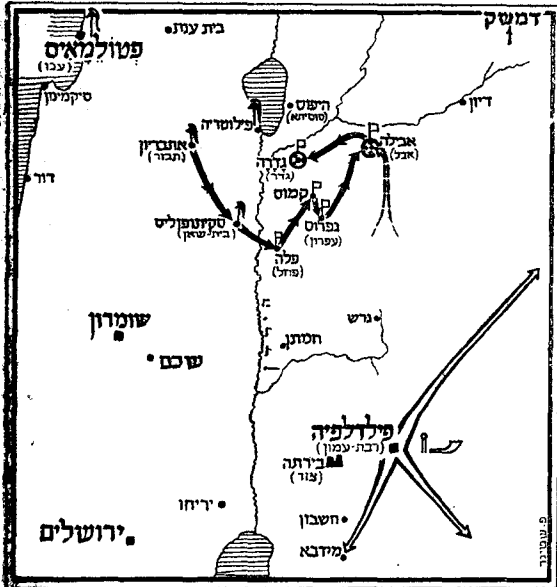 דמשק
בית ענת
פטולמאיס
(עכו)
סיקמינון
דיון
היפוס
(סוסיתא)
פילוטריה
אתבריון
(תבור)
אבילה
(אבל)
גדרה
(גדר)
דור
קמוס
גפרוס
(עפרון)
סקיתופוליס
(בית-שאן)
פלה
(פחל)
גרש
שומרון
חמתן
שכם
פילדלפיה
(רבת-עמון)
בירתה
(צור)
יריחו
חשבון
ירושלים
מידבא